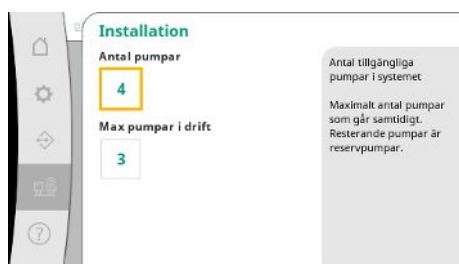 Installation
Antal pumpar
4
Max pumpar i drift
3
Antal tillgängliga
pumpar i systemet
Maximalt antal pumpar
som går samtidigt.
Resterande pumpar är
reservpumpar.
?